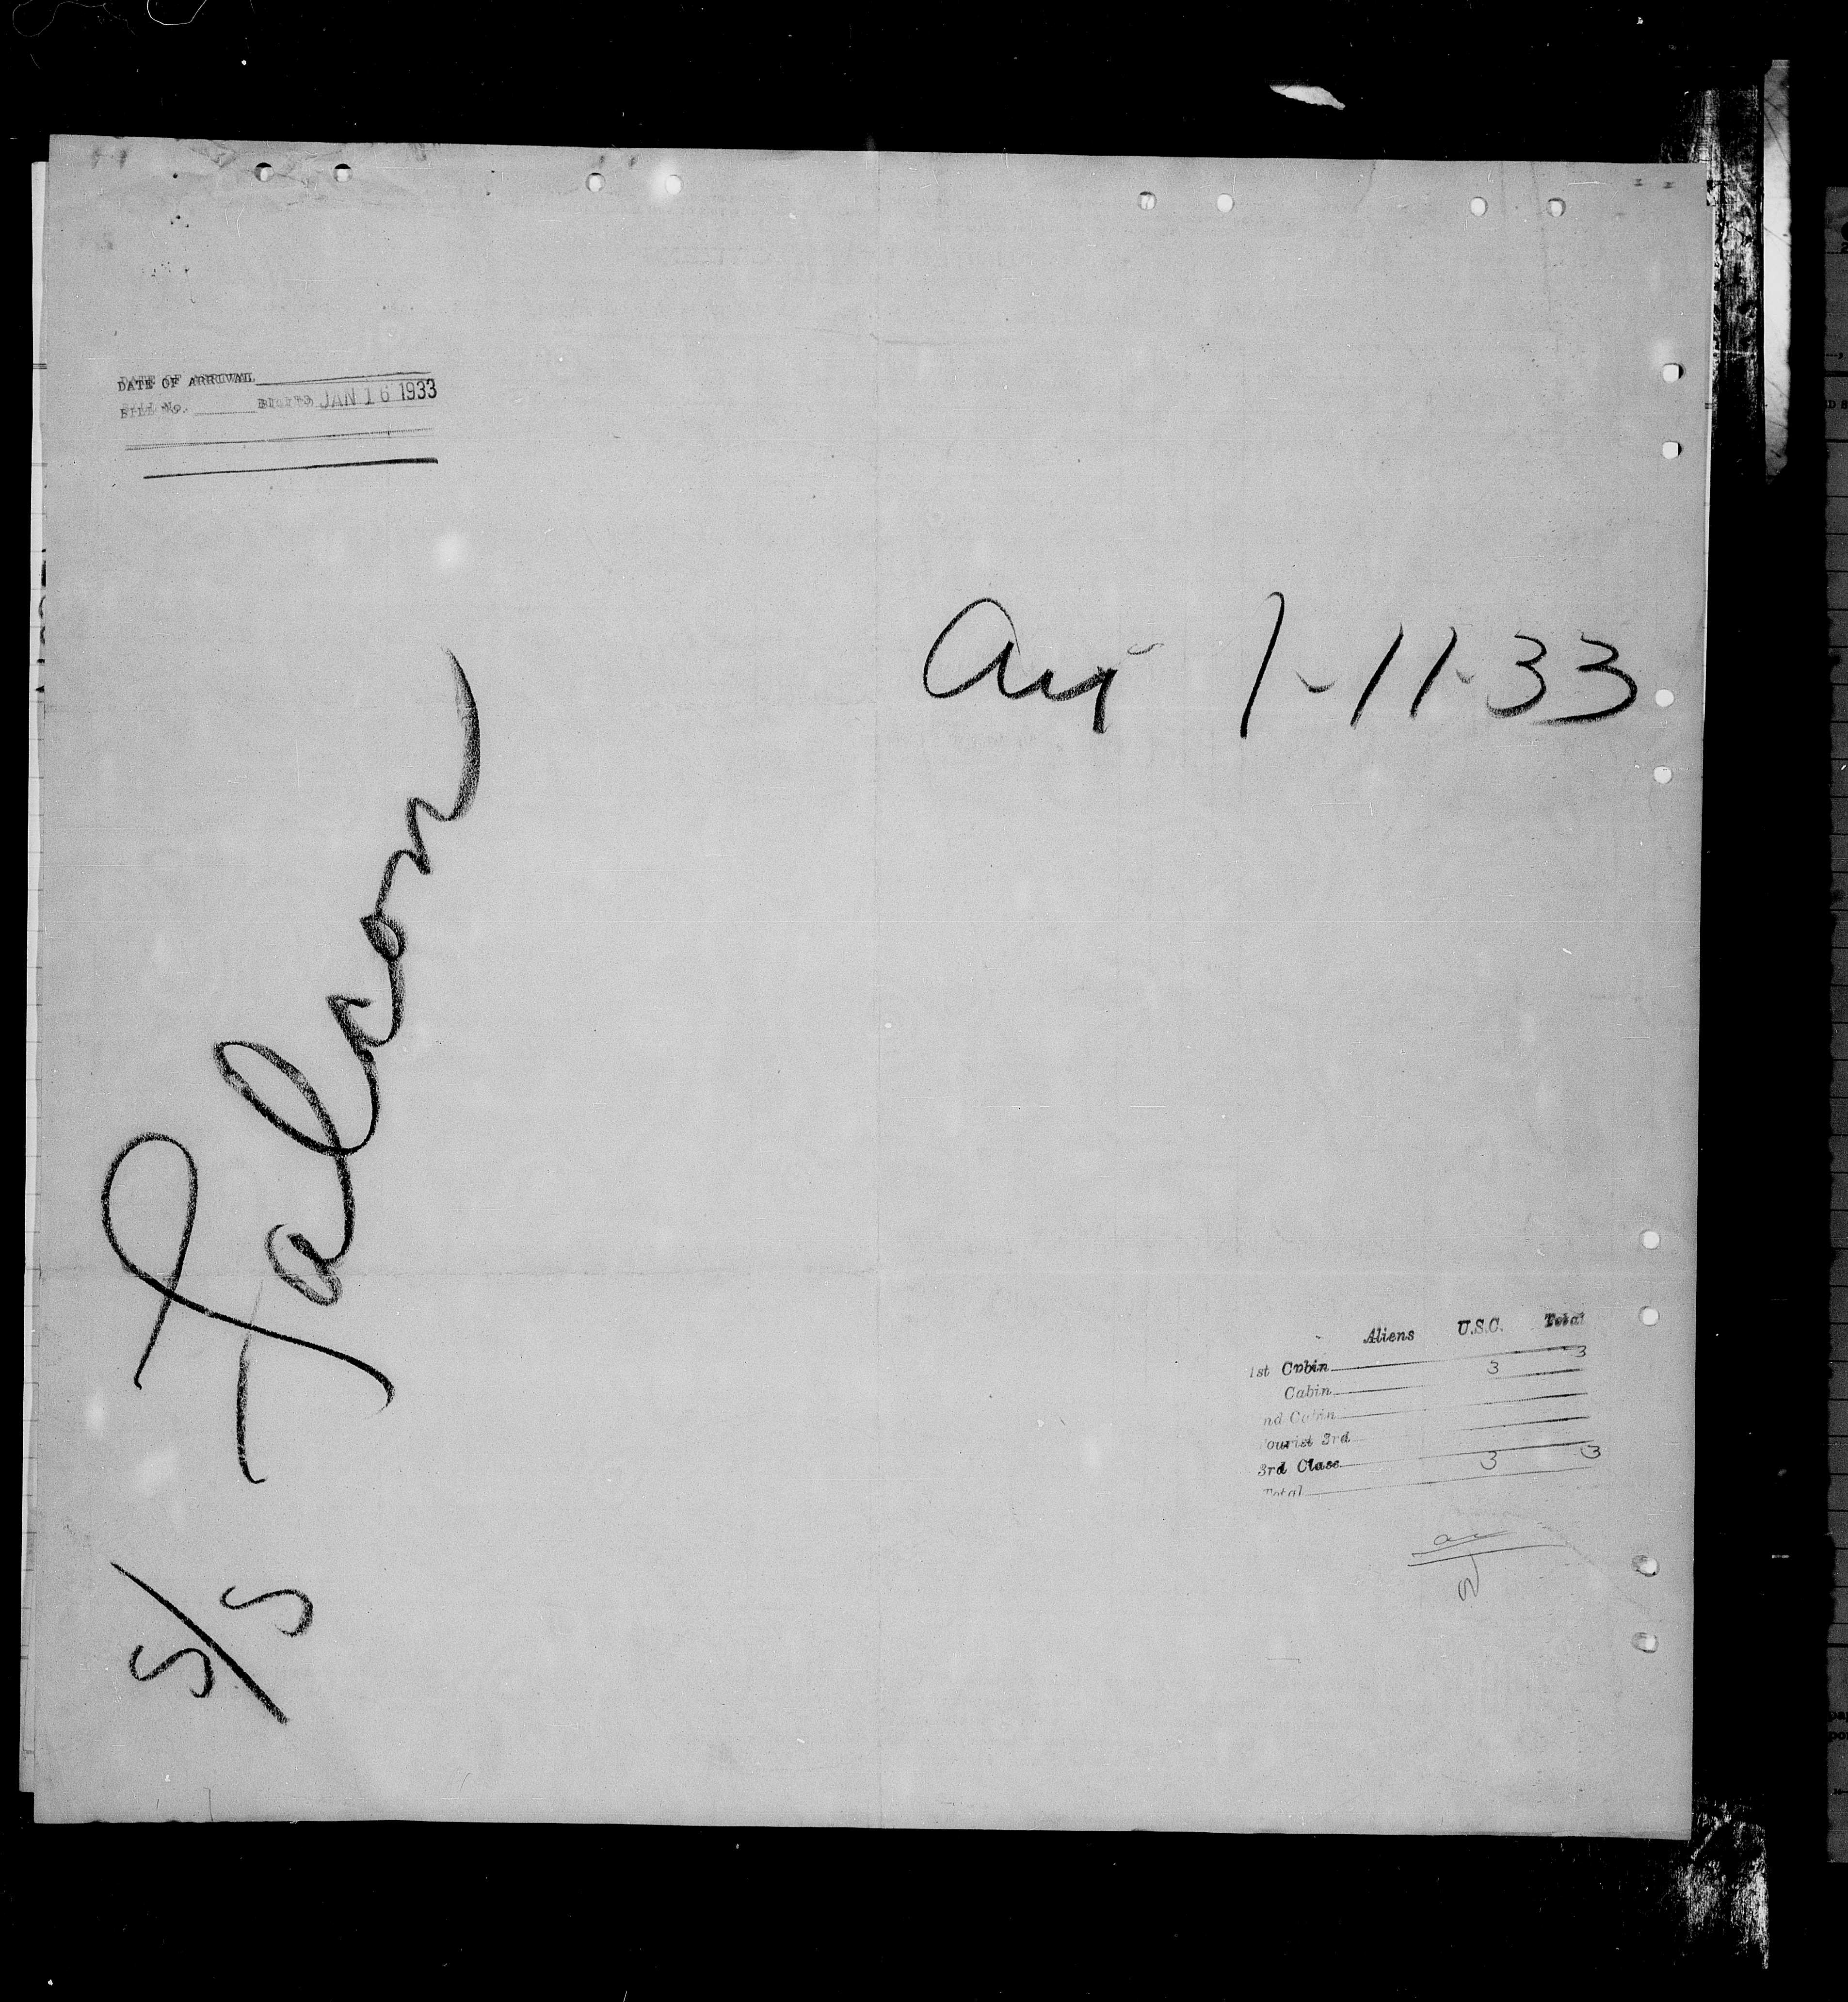 DATE OF ARRIVAL
BILL No. JAN 16 1933
Arr 1-11-33
S/S Falcon
Aliens U.S.C. Total
1st Cabin 3 3
Cabin
nd Cabin
ourist 3rd
3rd Class
Total 3 3